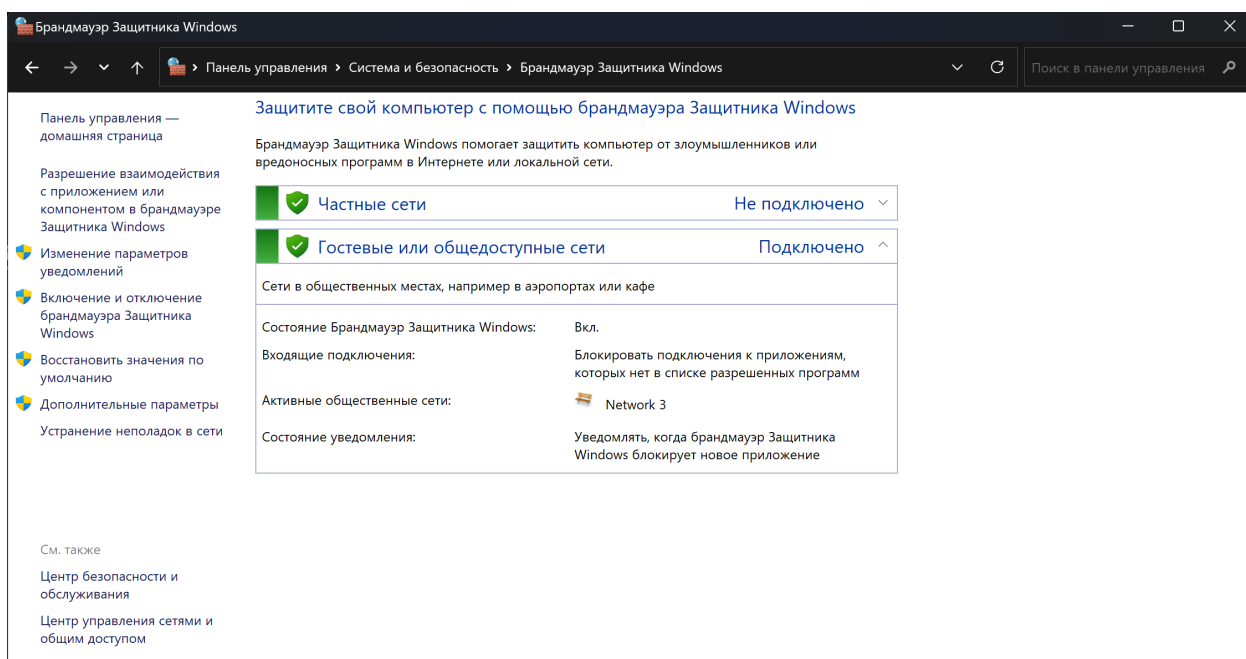 Брандмауэр Защитника Windows
Панель управления › Система и безопасность › Брандмауэр Защитника Windows
Поиск в панели управления
Панель управления —
домашняя страница
Разрешение взаимодействия
с приложением или
компонентом в брандмауэре
Защитника Windows
Изменение параметров
уведомлений
Включение и отключение
брандмауэра Защитника
Windows
Восстановить значения по
умолчанию
Дополнительные параметры
Устранение неполадок в сети
См. также
Центр безопасности и
обслуживания
Центр управления сетями и
общим доступом
Защитите свой компьютер с помощью брандмауэра Защитника Windows
Брандмауэр Защитника Windows помогает защитить компьютер от злоумышленников или
вредоносных программ в Интернете или локальной сети.
Частные сети Не подключено
Гостевые или общедоступные сети Подключено
Сети в общественных местах, например в аэропортах или кафе
Состояние Брандмауэр Защитника Windows: Вкл.
Входящие подключения: Блокировать подключения к приложениям,
которых нет в списке разрешенных программ
Активные общественные сети: Network 3
Состояние уведомления: Уведомлять, когда брандмауэр Защитника
Windows блокирует новое приложение